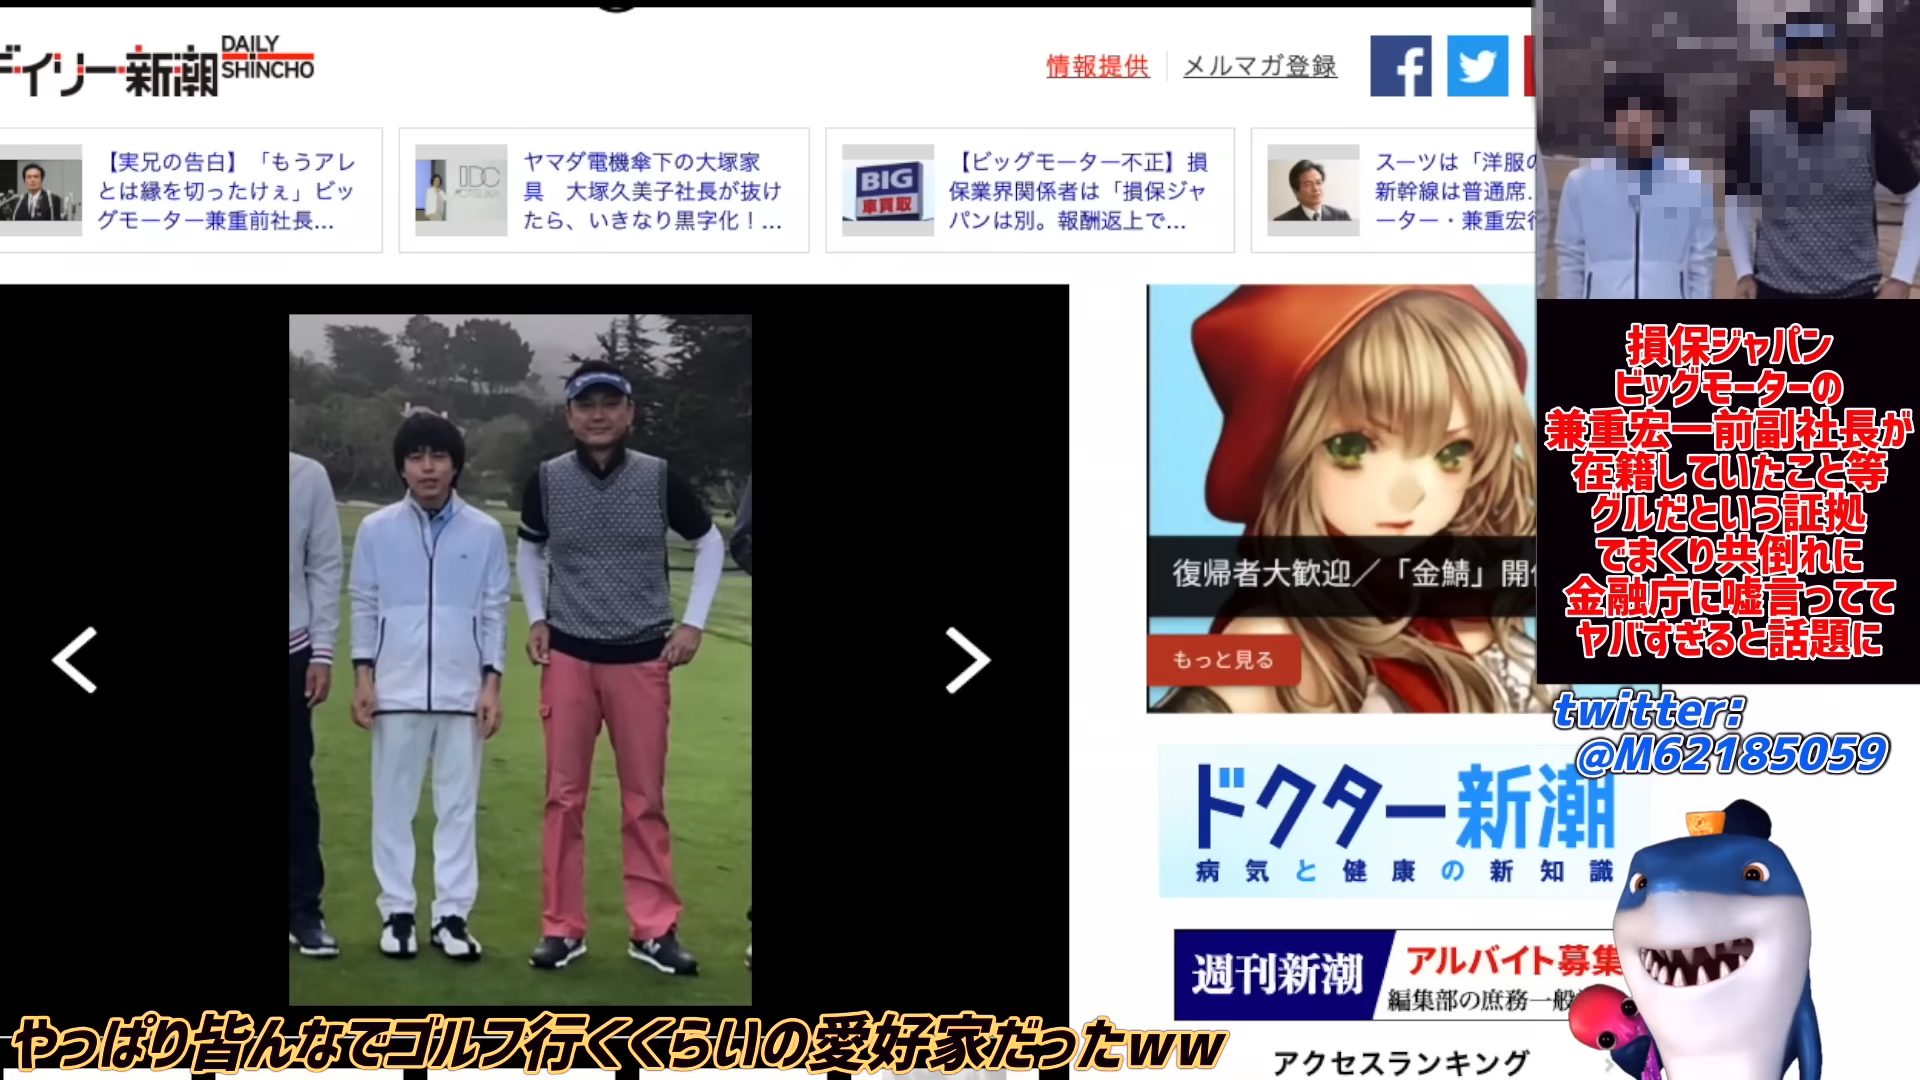 デイリー新潮
DAILY
SHINCHO
情報提供
メルマガ登録
【実兄の告白】「もうアレ
とは縁を切ったけぇ」ビッ
グモーター兼重前社長...
ヤマダ電機傘下の大塚家
具　大塚久美子社長が抜け
たら、いきなり黒字化！...
【ビッグモーター不正】損
保業界関係者は「損保ジャ
パンは別。報酬返上で...
スーツは「洋服の
新幹線は普通席.
ーター・兼重宏行
IDC
OTSUKA
BIG
車買取
損保ジャパン
ビッグモーターの
兼重宏一前副社長が
在籍していたこと等
グルだという証拠
でまくり共倒れに
金融庁に嘘言ってて
ヤバすぎると話題に
twitter:
@M62185059
復帰者大歓迎／「金鯖」開催
もっと見る
ドクター新潮
病気と健康の新知識
週刊新潮
アルバイト募集
編集部の庶務一般
アクセスランキング
やっぱり皆んなでゴルフ行くくらいの愛好家だったww